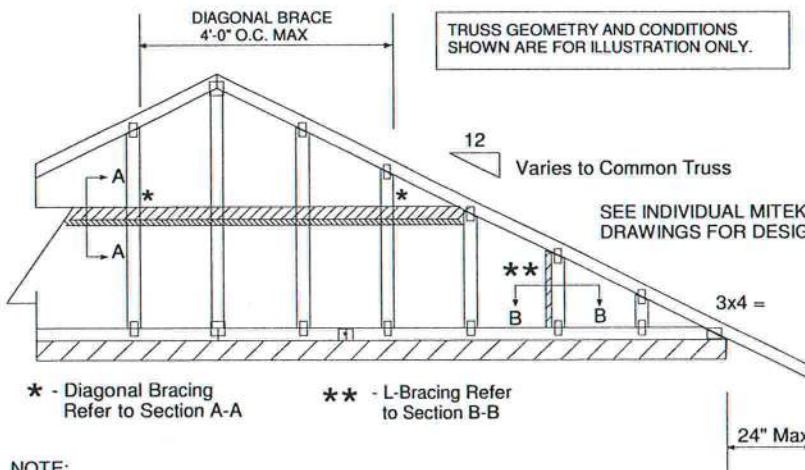 DIAGONAL BRACE
4'-0" O.C. MAX
TRUSS GEOMETRY AND CONDITIONS
SHOWN ARE FOR ILLUSTRATION ONLY.
12
Varies to Common Truss
A
*
*
SEE INDIVIDUAL MITEK
DRAWINGS FOR DESIG
A
**
B
B
3x4 =
* - Diagonal Bracing
Refer to Section A-A
** - L-Bracing Refer
to Section B-B
24" Max
NOTE: